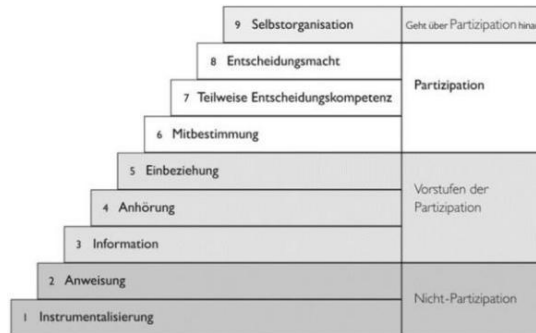 9 Selbstorganisation
Geht über Partizipation hinau
8 Entscheidungsmacht
7 Teilweise Entscheidungskompetenz
Partizipation
6 Mitbestimmung
5 Einbeziehung
4 Anhörung
Vorstufen der
Partizipation
3 Information
2 Anweisung
1 Instrumentalisierung
Nicht-Partizipation